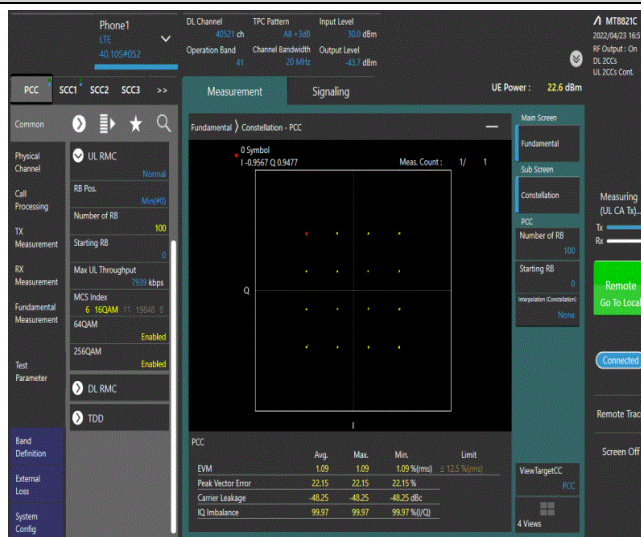 Phone1
LTE
40.10S#052
DL Channel
40521 ch
TPC Pattern
All +3dB
Input Level
30.0 dBm
Operation Band
41
Channel Bandwidth
20 MHz
Output Level
-43.7 dBm
MT8821C
2022/04/23 16:5
RF Output : On
DL 2CCs
UL 2CCs Cont.
PCC
SCC1
SCC2
SCC3
>>
Measurement
Signaling
UE Power : 22.6 dBm
Common
Physical
Channel
Call
Processing
TX
Measurement
RX
Measurement
Fundamental
Measurement
Test
Parameter
Band
Definition
External
Loss
System
Config
UL RMC
Normal
RB Pos.
Min(#0)
Number of RB
100
Starting RB
0
Max UL Throughput
7939 kbps
MCS Index
6 16QAM 11 19848 8
64QAM
Enabled
256QAM
Enabled
DL RMC
TDD
Fundamental 〉 Constellation - PCC
0 Symbol
I -0.9567 Q 0.9477
Meas. Count : 1/ 1
Q
I
PCC
Avg. Max. Min. Limit
EVM 1.09 1.09 1.09 %(rms) ≤ 12.5 %(rms)
Peak Vector Error 22.15 22.15 22.15 %
Carrier Leakage -48.25 -48.25 -48.25 dBc
IQ Imbalance 99.97 99.97 99.97 %(I/Q)
Main Screen
Fundamental
Sub Screen
Constellation
PCC
Number of RB
100
Starting RB
0
Interpolation (Constellation)
None
ViewTargetCC
PCC
4 Views
Measuring
(UL CA Tx)...
Tx
Rx
Remote
Go To Local
Connected
Remote Trac
Screen Off